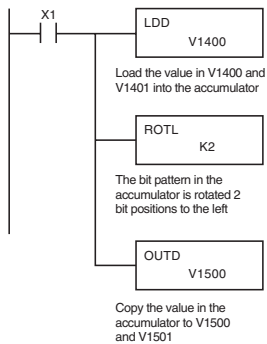 X1
LDD
V1400
Load the value in V1400 and
V1401 into the accumulator
ROTL
K2
The bit pattern in the
accumulator is rotated 2
bit positions to the left
OUTD
V1500
Copy the value in the
accumulator to V1500
and V1501